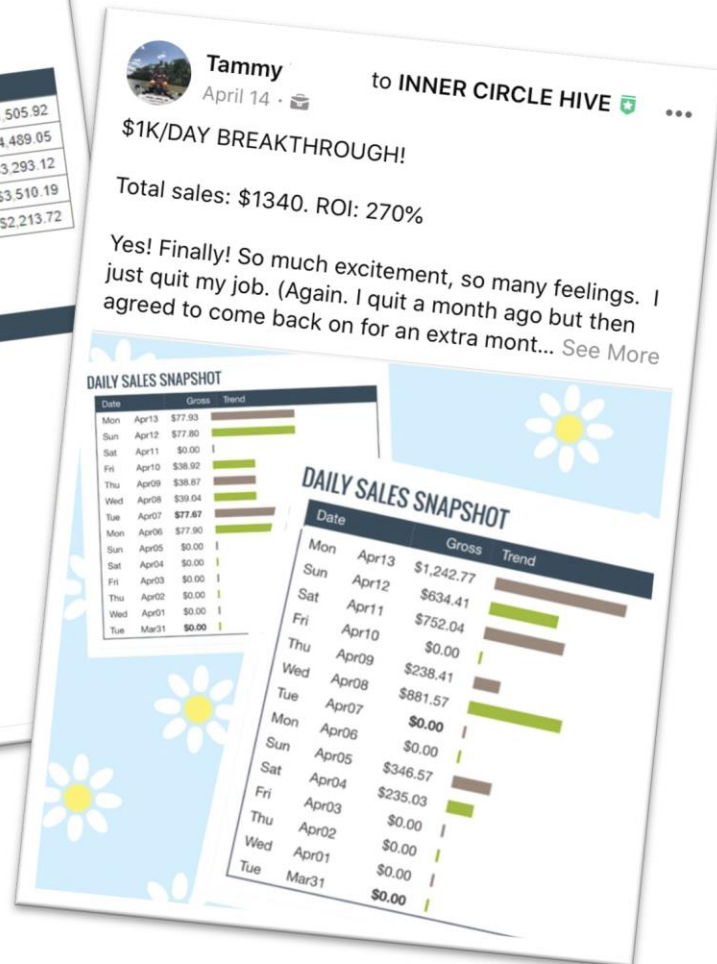 ,505.92
4,489.05
3,293.12
$3,510.19
$2,213.72
Tammy to INNER CIRCLE HIVE
April 14 ·
$1K/DAY BREAKTHROUGH!
Total sales: $1340. ROI: 270%
Yes! Finally! So much excitement, so many feelings. I
just quit my job. (Again. I quit a month ago but then
agreed to come back on for an extra mont... See More
DAILY SALES SNAPSHOT
Date Gross Trend
Mon Apr13 $77.93
Sun Apr12 $77.80
Sat Apr11 $0.00
Fri Apr10 $38.92
Thu Apr09 $38.87
Wed Apr08 $39.04
Tue Apr07 $77.67
Mon Apr06 $77.90
Sun Apr05 $0.00
Sat Apr04 $0.00
Fri Apr03 $0.00
Thu Apr02 $0.00
Wed Apr01 $0.00
Tue Mar31 $0.00
DAILY SALES SNAPSHOT
Date Gross Trend
Mon Apr13 $1,242.77
Sun Apr12 $634.41
Sat Apr11 $752.04
Fri Apr10 $0.00
Thu Apr09 $238.41
Wed Apr08 $881.57
Tue Apr07 $0.00
Mon Apr06 $0.00
Sun Apr05 $346.57
Sat Apr04 $235.03
Fri Apr03 $0.00
Thu Apr02 $0.00
Wed Apr01 $0.00
Tue Mar31 $0.00